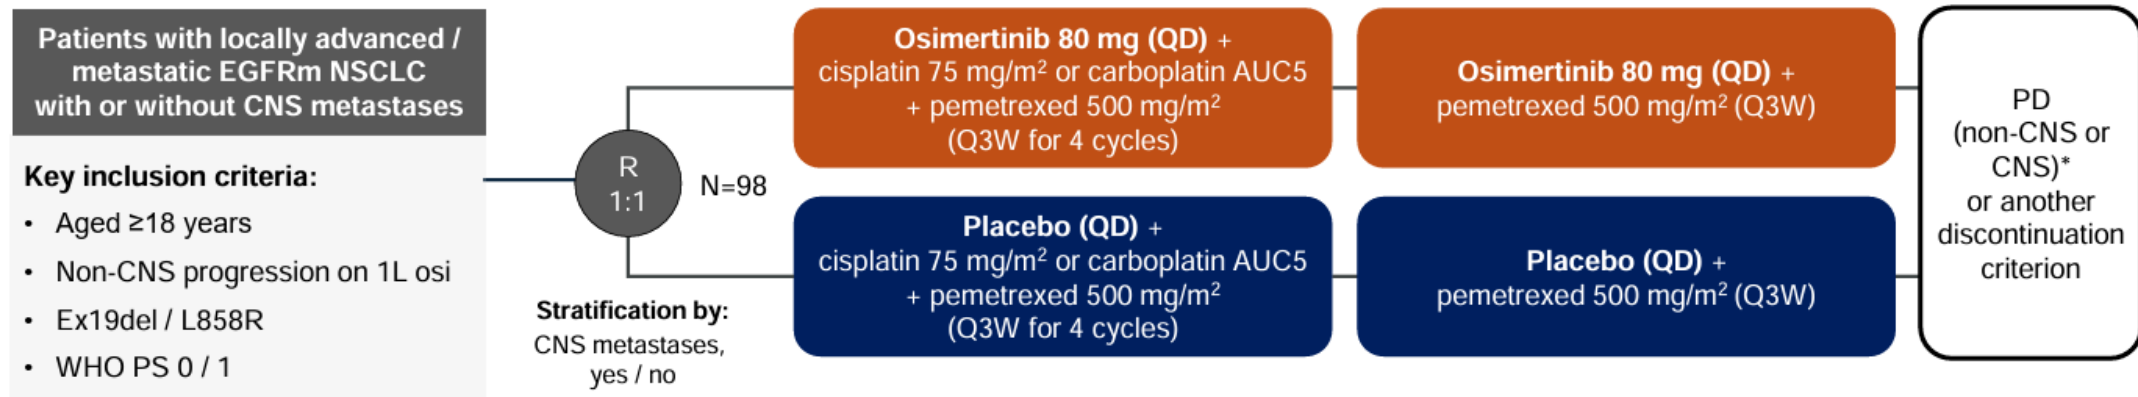 Patients with locally advanced /
metastatic EGFRm NSCLC
with or without CNS metastases
Key inclusion criteria:
• Aged ≥18 years
• Non-CNS progression on 1L osi
• Ex19del / L858R
• WHO PS 0 / 1
R
1:1
N=98
Stratification by:
CNS metastases,
yes / no
Osimertinib 80 mg (QD) +
cisplatin 75 mg/m² or carboplatin AUC5
+ pemetrexed 500 mg/m²
(Q3W for 4 cycles)
Osimertinib 80 mg (QD) +
pemetrexed 500 mg/m² (Q3W)
Placebo (QD) +
cisplatin 75 mg/m² or carboplatin AUC5
+ pemetrexed 500 mg/m²
(Q3W for 4 cycles)
Placebo (QD) +
pemetrexed 500 mg/m² (Q3W)
PD
(non-CNS or
CNS)*
or another
discontinuation
criterion